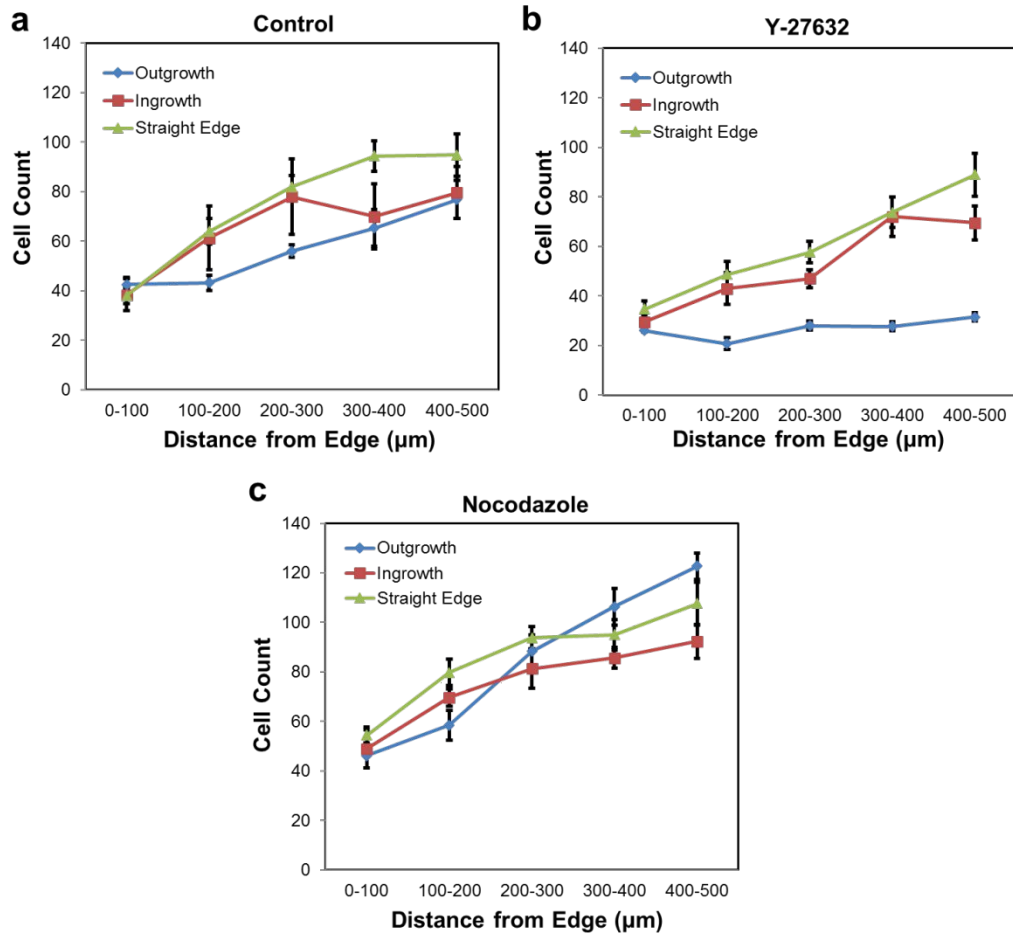 a
Control
140
120
100
80
60
40
20
0
Cell Count
Outgrowth
Ingrowth
Straight Edge
0-100 100-200 200-300 300-400 400-500
Distance from Edge (µm)
b
Y-27632
140
120
100
80
60
40
20
0
Cell Count
Outgrowth
Ingrowth
Straight Edge
0-100 100-200 200-300 300-400 400-500
Distance from Edge (µm)
c
Nocodazole
140
120
100
80
60
40
20
0
Cell Count
Outgrowth
Ingrowth
Straight Edge
0-100 100-200 200-300 300-400 400-500
Distance from Edge (µm)